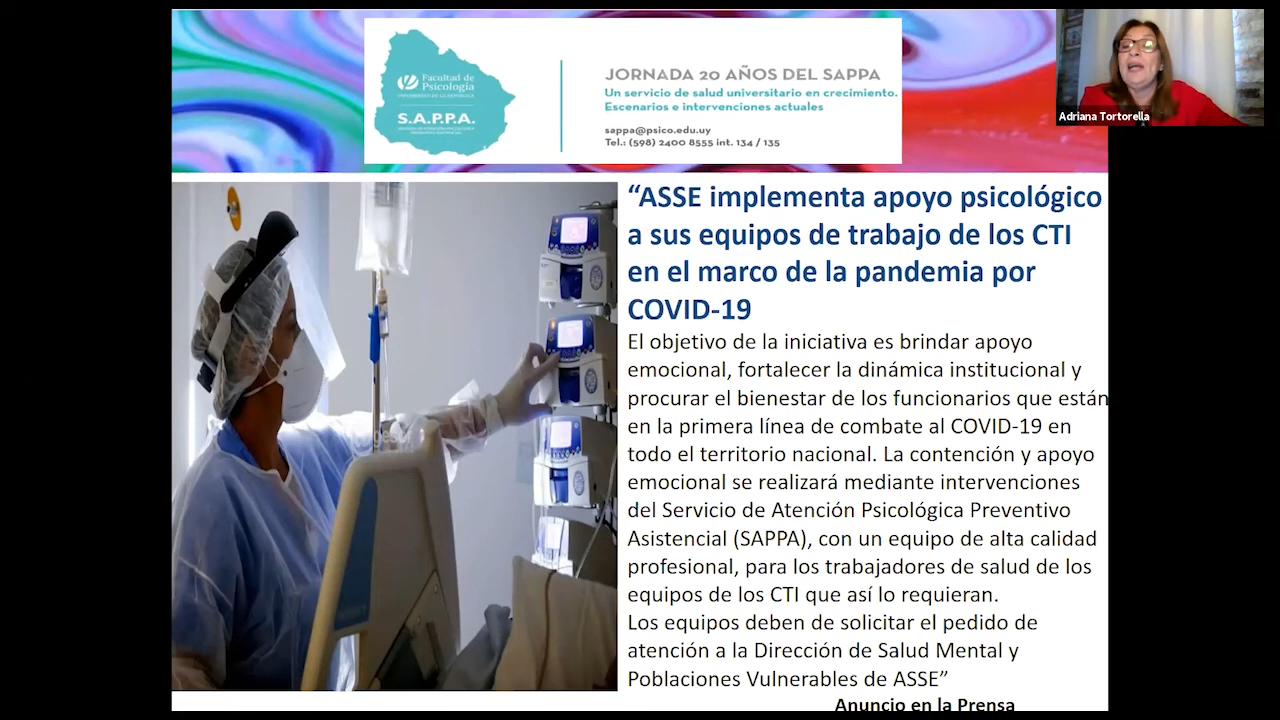 Facultad de
Psicología
UNIVERSIDAD DE LA REPÚBLICA
S.A.P.P.A.
JORNADA 20 AÑOS DEL SAPPA
Un servicio de salud universitario en crecimiento.
Escenarios e intervenciones actuales
sappa@psico.edu.uy
Tel.: (598) 2400 8555 int. 134 / 135
Adriana Tortorella
“ASSE implementa apoyo psicológico
a sus equipos de trabajo de los CTI
en el marco de la pandemia por
COVID-19
El objetivo de la iniciativa es brindar apoyo
emocional, fortalecer la dinámica institucional y
procurar el bienestar de los funcionarios que están
en la primera línea de combate al COVID-19 en
todo el territorio nacional. La contención y apoyo
emocional se realizará mediante intervenciones
del Servicio de Atención Psicológica Preventivo
Asistencial (SAPPA), con un equipo de alta calidad
profesional, para los trabajadores de salud de los
equipos de los CTI que así lo requieran.
Los equipos deben de solicitar el pedido de
atención a la Dirección de Salud Mental y
Poblaciones Vulnerables de ASSE”
Anuncio en la Prensa